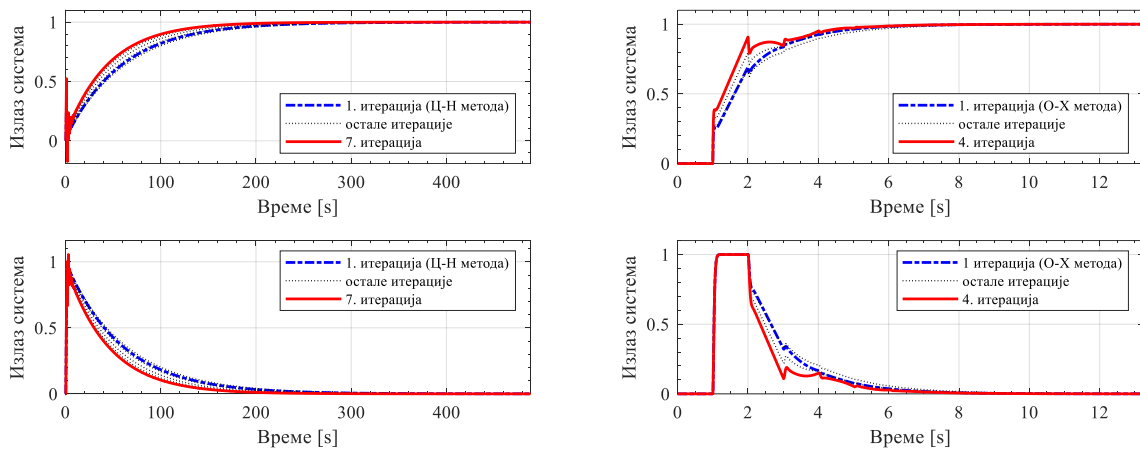 Излаз система
1
0.5
0
1. итерација (Ц-Н метода)
остале итерације
7. итерација
0 100 200 300 400
Време [s]
Излаз система
1
0.5
0
1. итерација (О-Х метода)
остале итерације
4. итерација
0 2 4 6 8 10 12
Време [s]
Излаз система
1
0.5
0
1. итерација (Ц-Н метода)
остале итерације
7. итерација
0 100 200 300 400
Време [s]
Излаз система
1
0.5
0
1 итерација (О-Х метода)
остале итерације
4. итерација
0 2 4 6 8 10 12
Време [s]